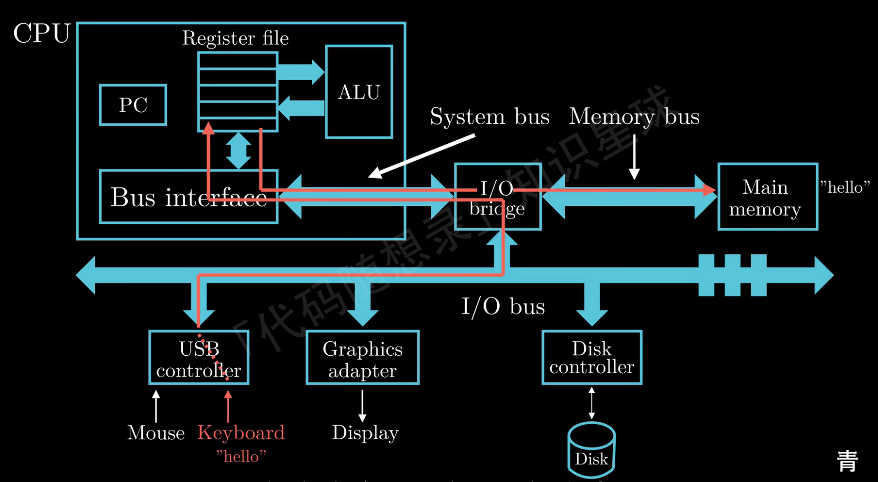 CPU
Register file
PC
ALU
System bus
Memory bus
Bus interface
I/O
bridge
Main
memory
"hello"
「代码随想录」知识星球
I/O bus
USB
controller
Graphics
adapter
Disk
controller
Mouse
Keyboard
Display
"hello"
Disk
青